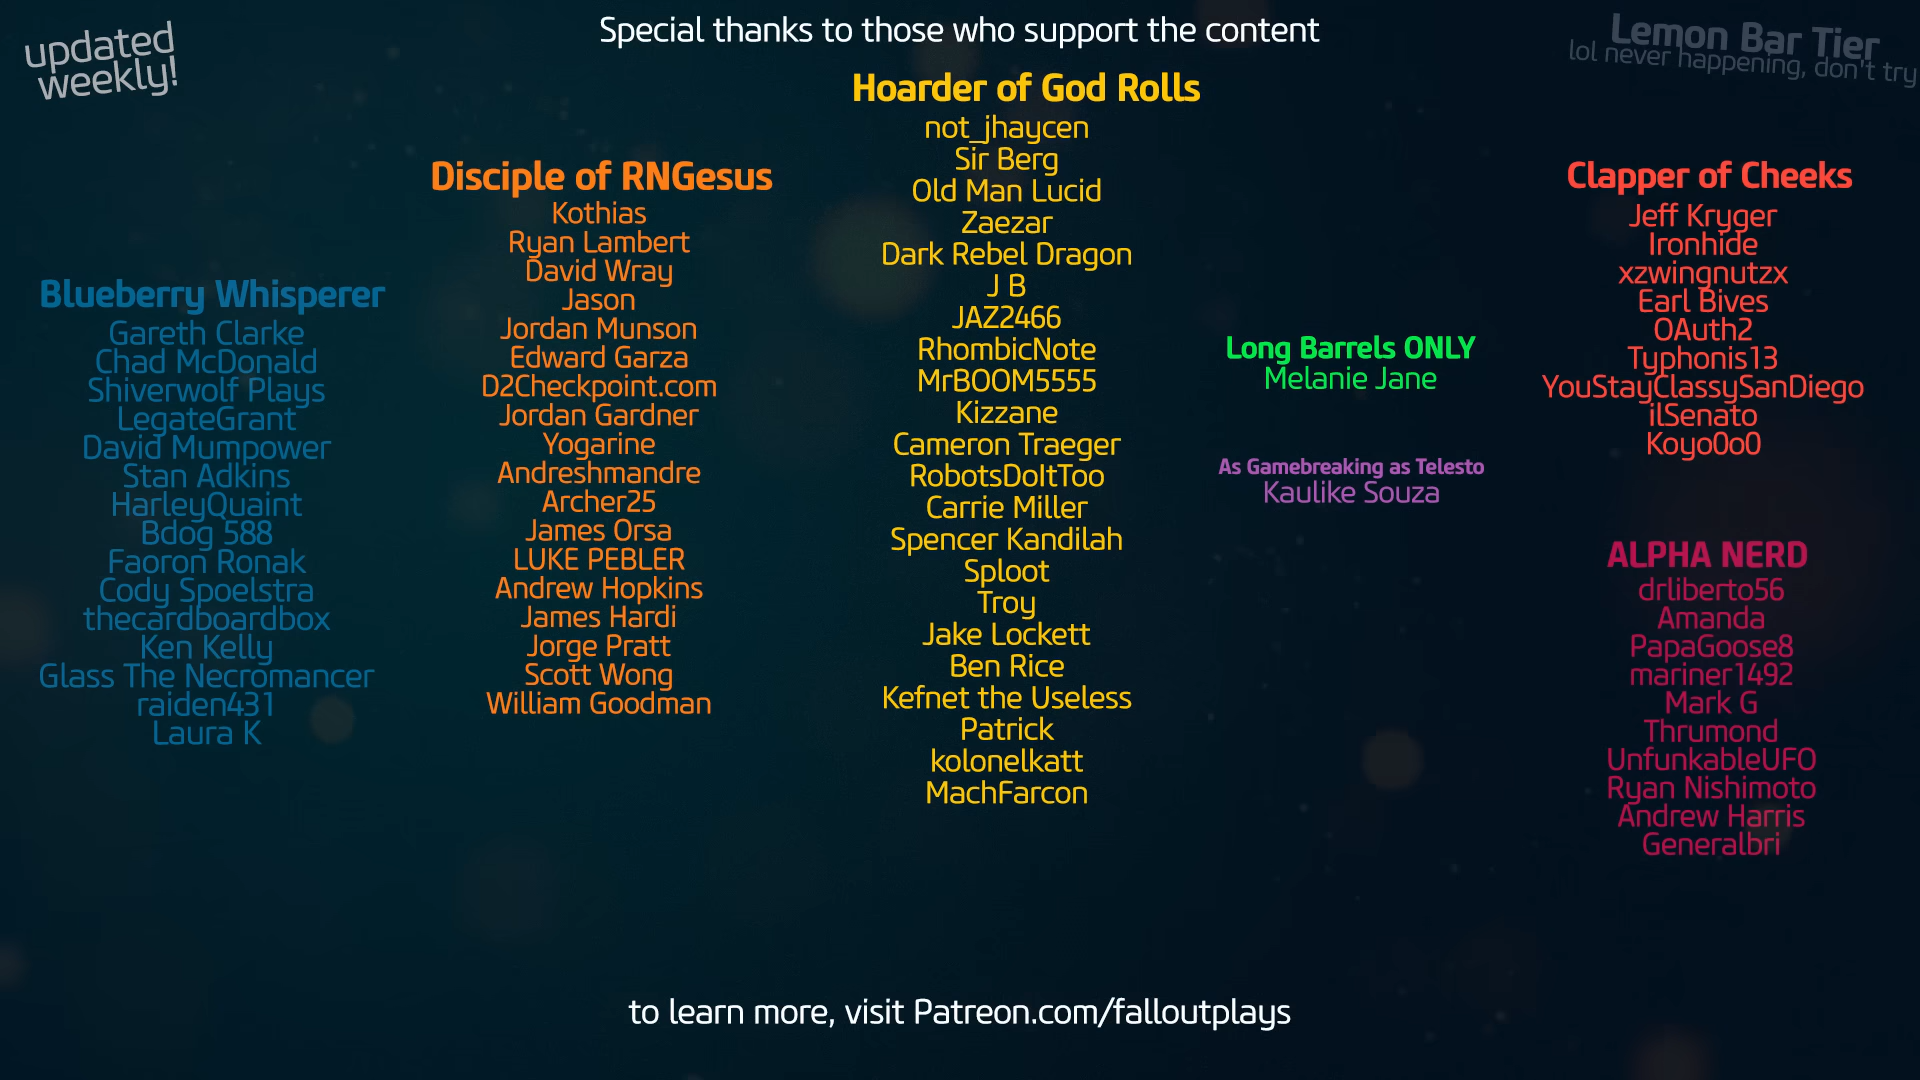 updated
weekly!
Special thanks to those who support the content
Lemon Bar Tier
lol never happening, don't try
Blueberry Whisperer
Gareth Clarke
Chad McDonald
Shiverwolf Plays
LegateGrant
David Mumpower
Stan Adkins
HarleyQuaint
Bdog 588
Faoron Ronak
Cody Spoelstra
thecardboardbox
Ken Kelly
Glass The Necromancer
raiden431
Laura K
Disciple of RNGesus
Kothias
Ryan Lambert
David Wray
Jason
Jordan Munson
Edward Garza
D2Checkpoint.com
Jordan Gardner
Yogarine
Andreshmandre
Archer25
James Orsa
LUKE PEBLER
Andrew Hopkins
James Hardi
Jorge Pratt
Scott Wong
William Goodman
Hoarder of God Rolls
not_jhaycen
Sir Berg
Old Man Lucid
Zaezar
Dark Rebel Dragon
J B
JAZ2466
RhombicNote
MrBOOM5555
Kizzane
Cameron Traeger
RobotsDoItToo
Carrie Miller
Spencer Kandilah
Sploot
Troy
Jake Lockett
Ben Rice
Kefnet the Useless
Patrick
kolonelkatt
MachFarcon
Long Barrels ONLY
Melanie Jane
As Gamebreaking as Telesto
Kaulike Souza
Clapper of Cheeks
Jeff Kryger
Ironhide
xzwingnutzx
Earl Bives
OAuth2
Typhonis13
YouStayClassySanDiego
ilSenato
Koyo0o0
ALPHA NERD
drliberto56
Amanda
PapaGoose8
mariner1492
Mark G
Thrumond
UnfunkableUFO
Ryan Nishimoto
Andrew Harris
Generalbri
to learn more, visit Patreon.com/falloutplays